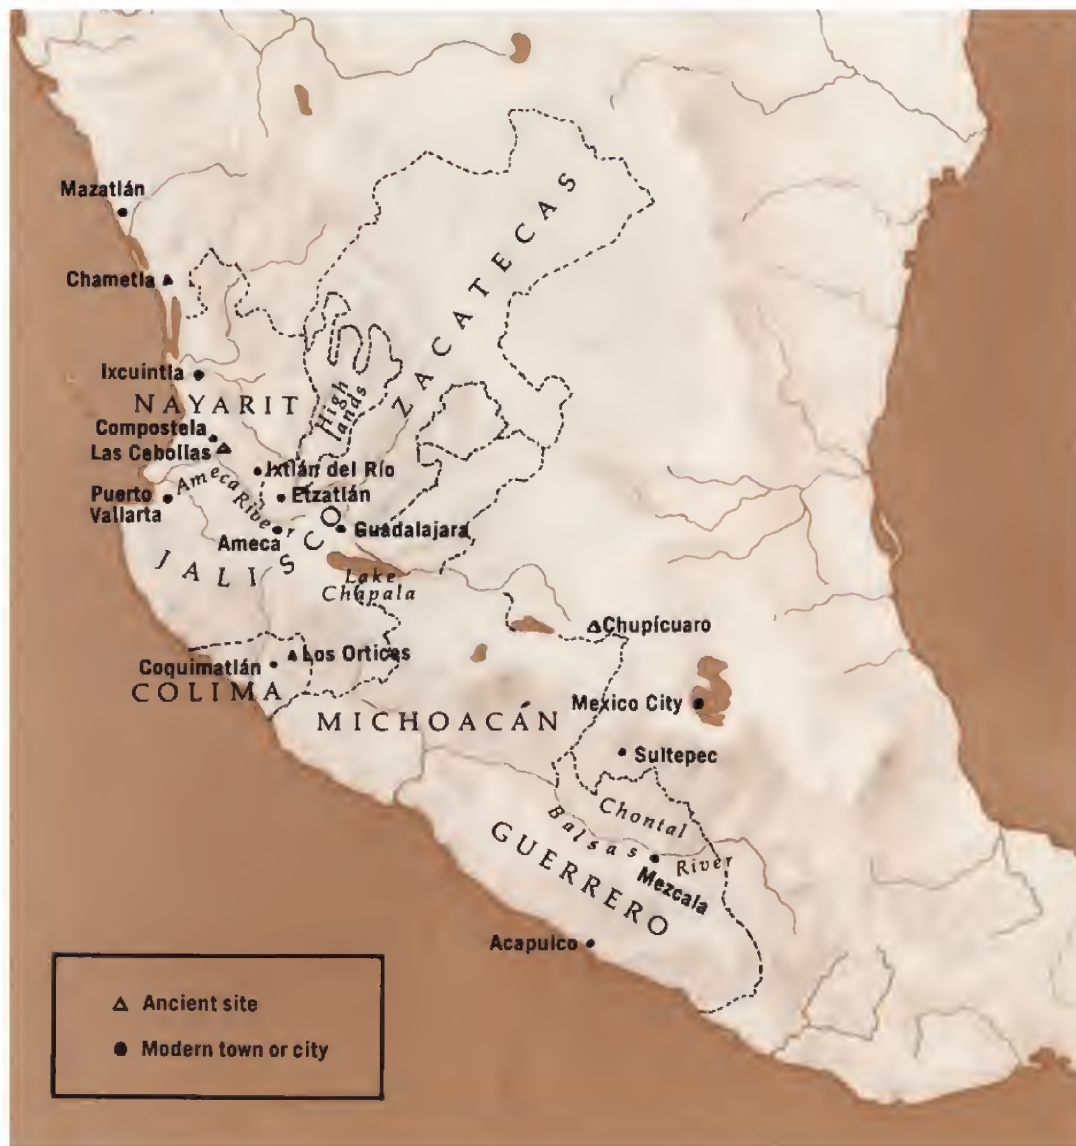 Mazatlán
Chametla
ZACATECAS
Ixcuintla
NAYARIT
High
lands
Compostela
Las Cebollas
Ixtlán del Río
Ameca River
Puerto
Vallarta
Etzatlán
Ameca
Guadalajara
JALISCO
Lake
Chapala
Chupícuaro
Los Ortices
Coquimatlán
COLIMA
Mexico City
MICHOACÁN
Sultepec
Chontal
Balsas River
Mezcala
GUERRERO
Acapulco
Ancient site
Modern town or city